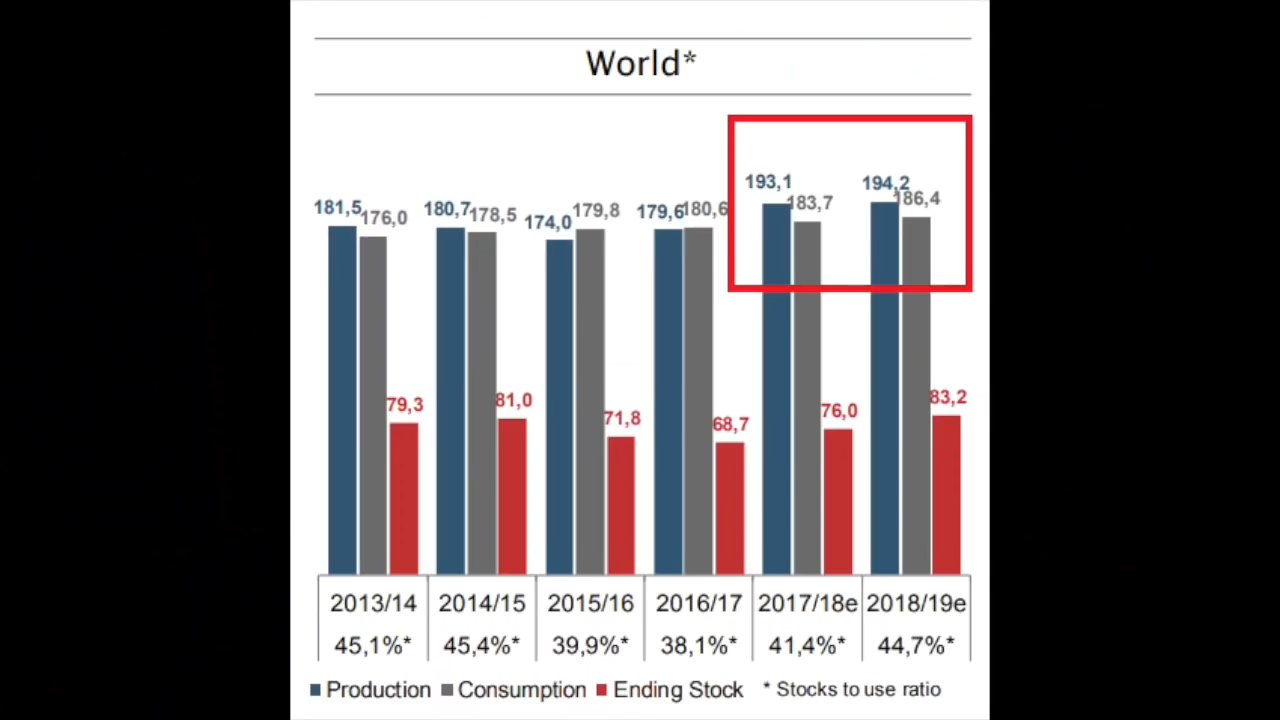 World*
193,1 194,2
181,5 176,0 180,7 178,5 174,0 179,8 179,6 180,6 183,7 186,4
79,3 81,0 71,8 68,7 76,0 83,2
2013/14 2014/15 2015/16 2016/17 2017/18e 2018/19e
45,1%* 45,4%* 39,9%* 38,1%* 41,4%* 44,7%*
Production Consumption Ending Stock * Stocks to use ratio